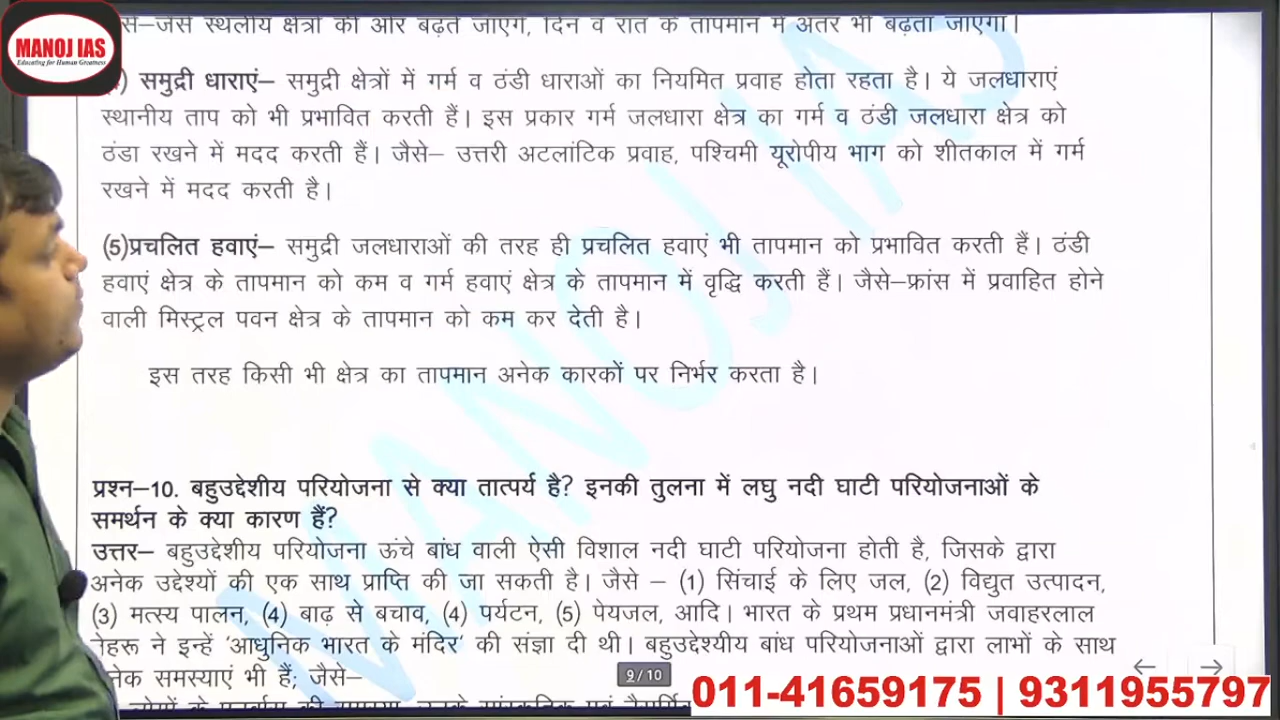 MANOJ IAS
Educating for Human Greatness
जैसे स्थलीय क्षेत्रों की ओर बढ़ते जाएंगे, दिन व रात के तापमान में अंतर भी बढ़ता जाएगा।
) समुद्री धाराएं– समुद्री क्षेत्रों में गर्म व ठंडी धाराओं का नियमित प्रवाह होता रहता है। ये जलधाराएं
स्थानीय ताप को भी प्रभावित करती हैं। इस प्रकार गर्म जलधारा क्षेत्र का गर्म व ठंडी जलधारा क्षेत्र को
ठंडा रखने में मदद करती हैं। जैसे– उत्तरी अटलांटिक प्रवाह, पश्चिमी यूरोपीय भाग को शीतकाल में गर्म
रखने में मदद करती है।
(5)प्रचलित हवाएं– समुद्री जलधाराओं की तरह ही प्रचलित हवाएं भी तापमान को प्रभावित करती हैं। ठंडी
हवाएं क्षेत्र के तापमान को कम व गर्म हवाएं क्षेत्र के तापमान में वृद्धि करती हैं। जैसे–फ्रांस में प्रवाहित होने
वाली मिस्ट्रल पवन क्षेत्र के तापमान को कम कर देती है।
इस तरह किसी भी क्षेत्र का तापमान अनेक कारकों पर निर्भर करता है।
प्रश्न–10. बहुउद्देशीय परियोजना से क्या तात्पर्य है? इनकी तुलना में लघु नदी घाटी परियोजनाओं के
समर्थन के क्या कारण हैं?
उत्तर– बहुउद्देशीय परियोजना ऊंचे बांध वाली ऐसी विशाल नदी घाटी परियोजना होती है, जिसके द्वारा
अनेक उद्देश्यों की एक साथ प्राप्ति की जा सकती है। जैसे – (1) सिंचाई के लिए जल, (2) विद्युत उत्पादन,
(3) मत्स्य पालन, (4) बाढ़ से बचाव, (4) पर्यटन, (5) पेयजल, आदि। भारत के प्रथम प्रधानमंत्री जवाहरलाल
नेहरू ने इन्हें 'आधुनिक भारत के मंदिर' की संज्ञा दी थी। बहुउद्देश्यीय बांध परियोजनाओं द्वारा लाभों के साथ
अनेक समस्याएं भी हैं; जैसे–
9/10
011-41659175 | 9311955797
MANOJ IAS